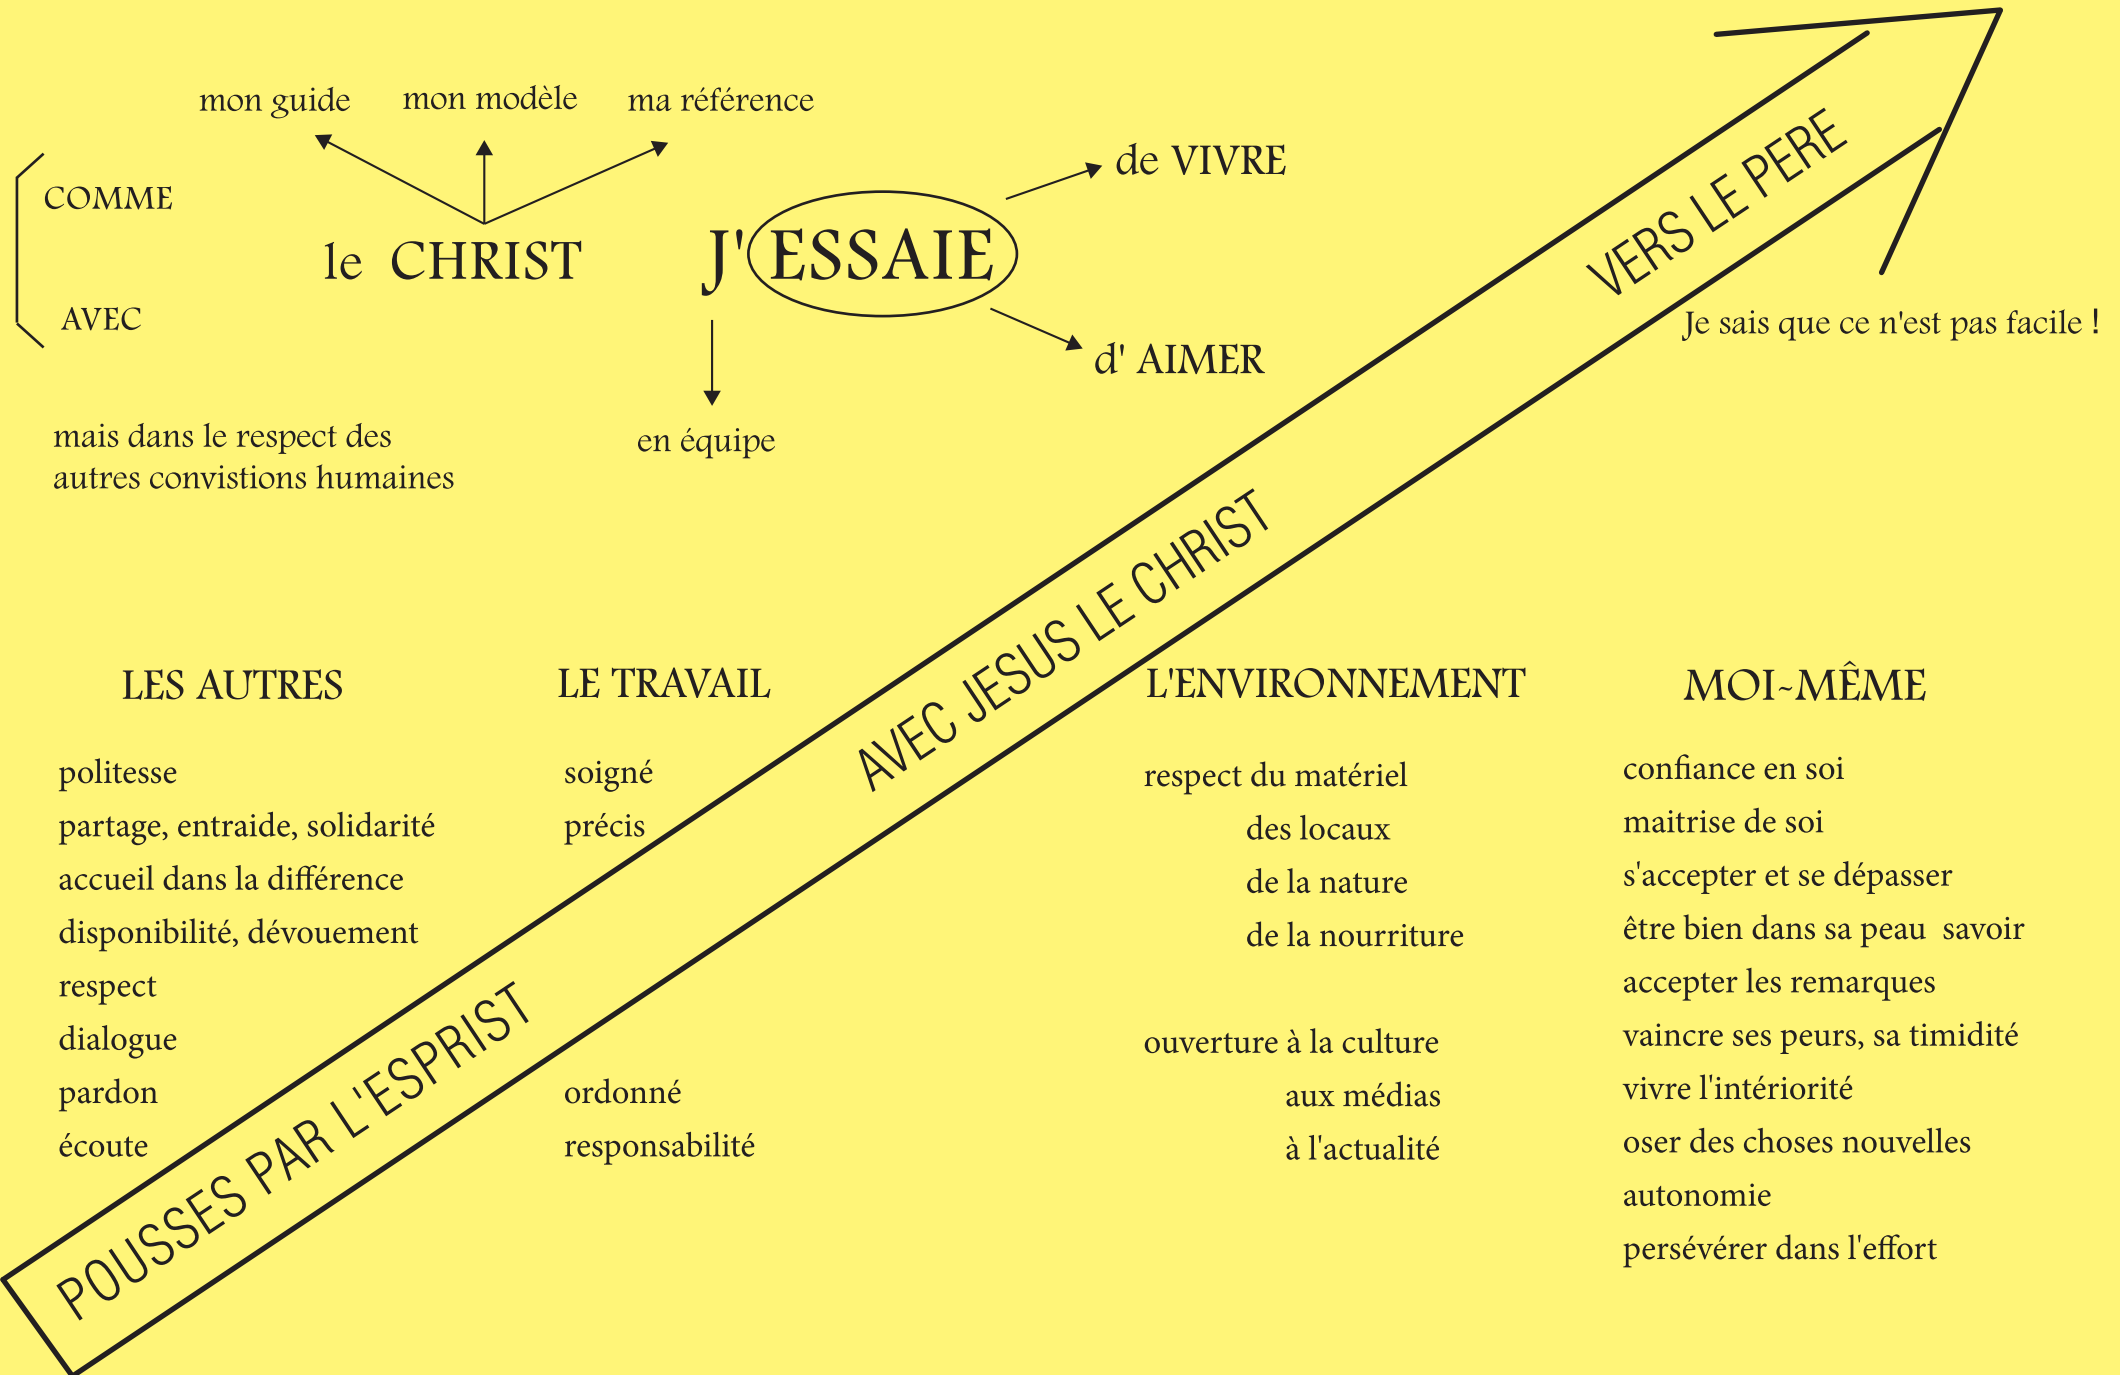 mon guide
mon modèle
ma référence
COMME
AVEC
le CHRIST
J'ESSAIE
de VIVRE
d' AIMER
en équipe
mais dans le respect des
autres convistions humaines
VERS LE PERE
Je sais que ce n'est pas facile !
AVEC JESUS LE CHRIST
POUSSES PAR L'ESPRIST
LES AUTRES
politesse
partage, entraide, solidarité
accueil dans la différence
disponibilité, dévouement
respect
dialogue
pardon
écoute
LE TRAVAIL
soigné
précis
ordonné
responsabilité
L'ENVIRONNEMENT
respect du matériel
des locaux
de la nature
de la nourriture
ouverture à la culture
aux médias
à l'actualité
MOI~MÊME
confiance en soi
maitrise de soi
s'accepter et se dépasser
être bien dans sa peau savoir
accepter les remarques
vaincre ses peurs, sa timidité
vivre l'intériorité
oser des choses nouvelles
autonomie
persévérer dans l'effort